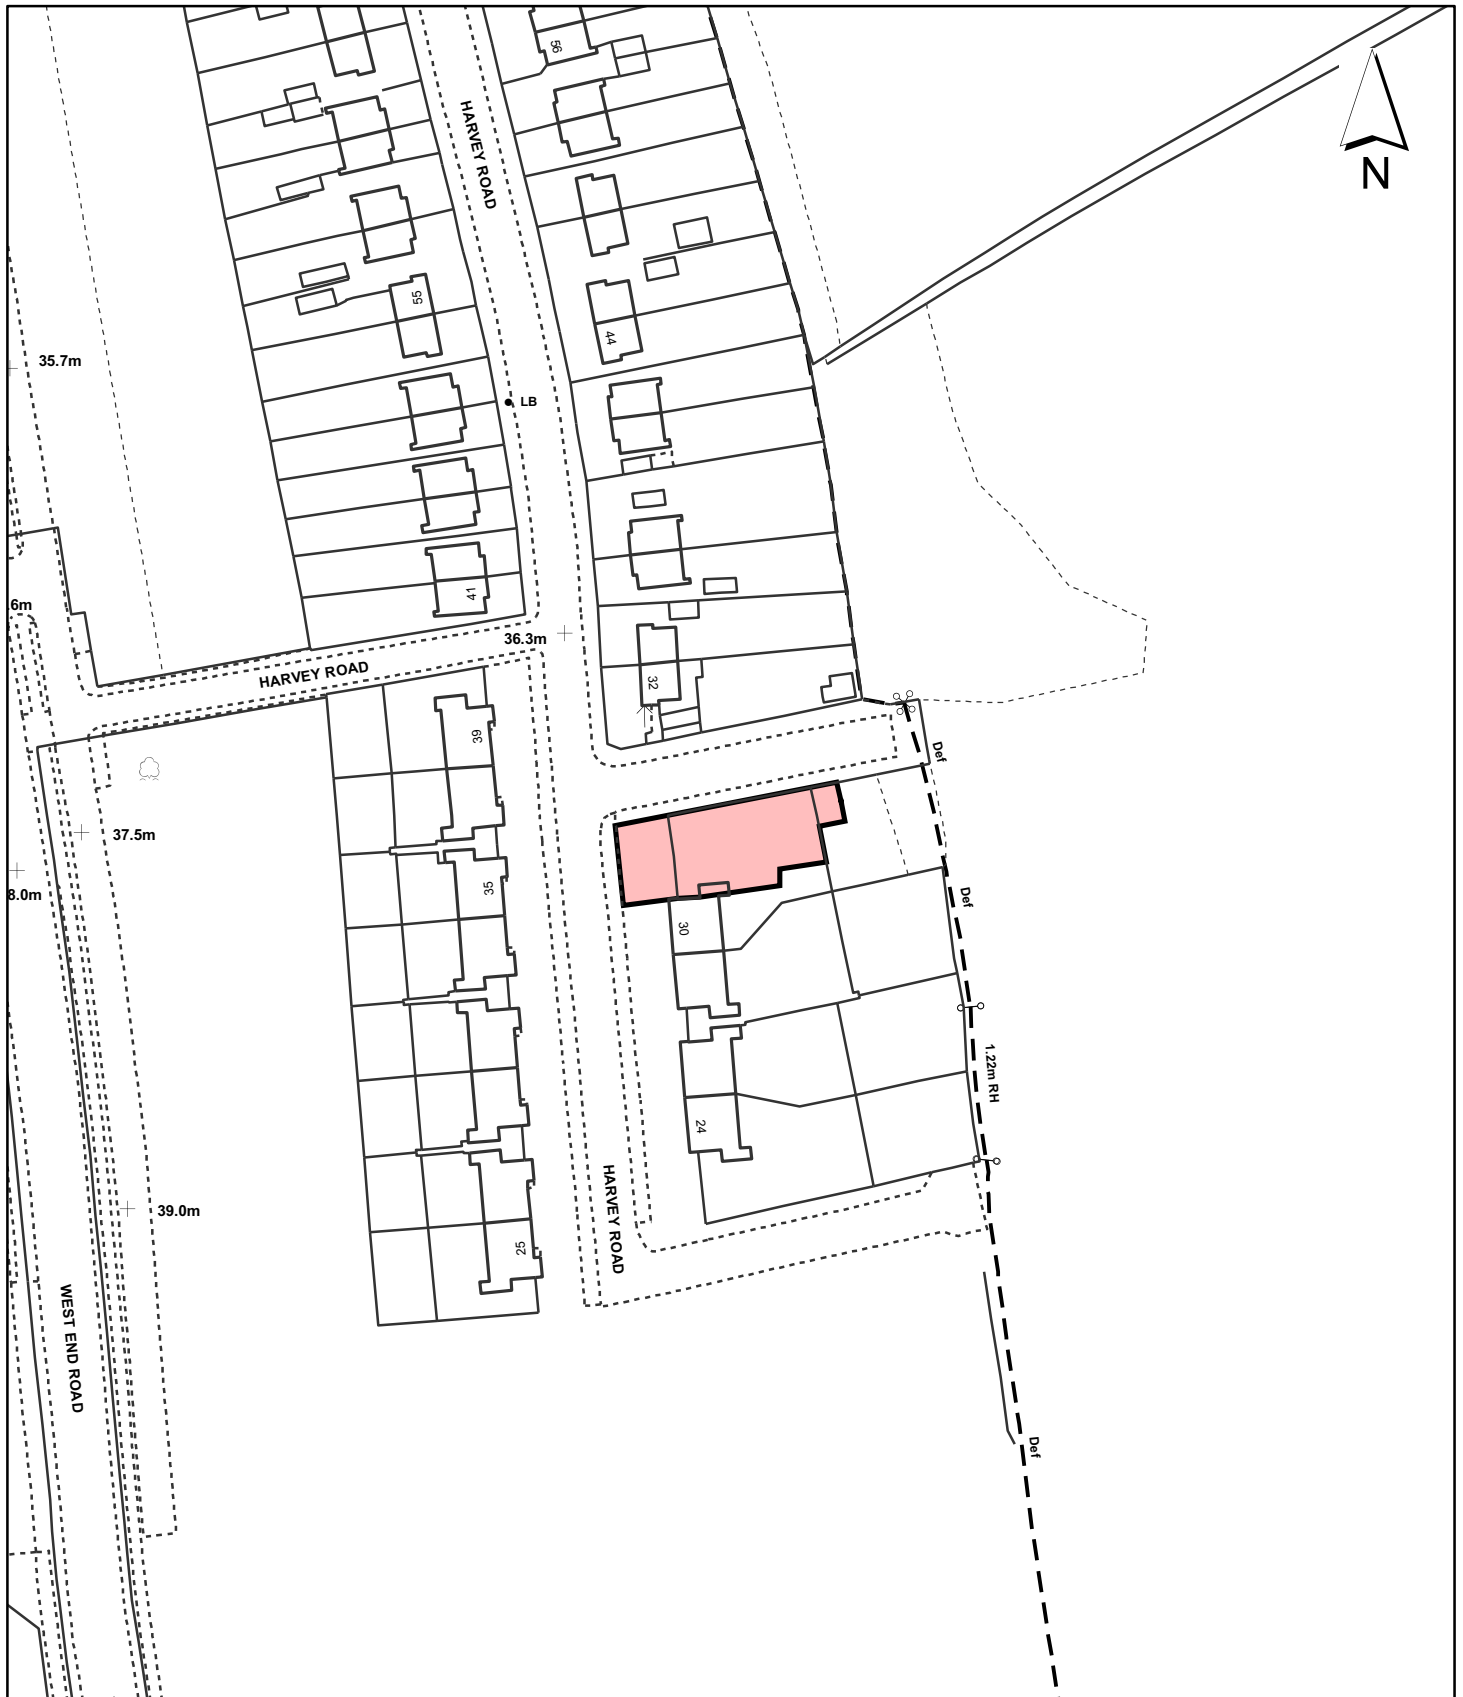 56
HARVEY ROAD
N
55
44
35.7m
LB
41
.6m
36.3m
HARVEY ROAD
32
39
Def
37.5m
35
8.0m
Def
30
1.22m RH
24
39.0m
HARVEY ROAD
25
WEST END ROAD
Def